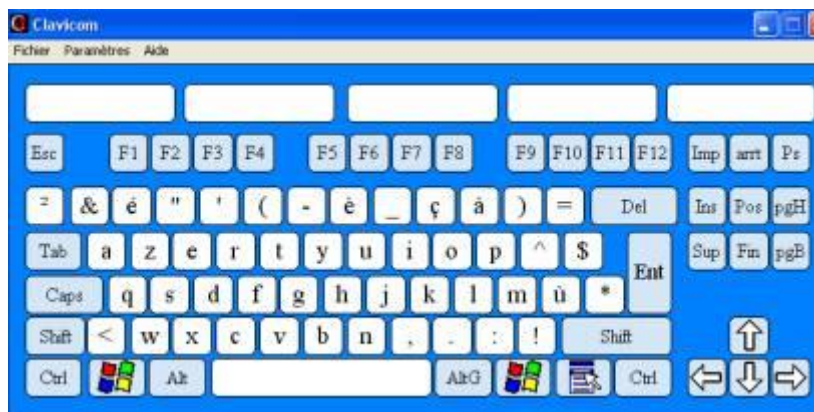 Clavicom
Fichier Paramètres Aide
Esc F1 F2 F3 F4 F5 F6 F7 F8 F9 F10 F11 F12 Imp arrt Ps
² & é " ' ( - è _ ç à ) = Del Ins Pos pgH
Tab a z e r t y u i o p ^ $ Ent Sup Fin pgB
Caps q s d f g h j k l m ù *
Shift < w x c v b n , . : ! Shift
Ctrl Alt AltG Ctrl